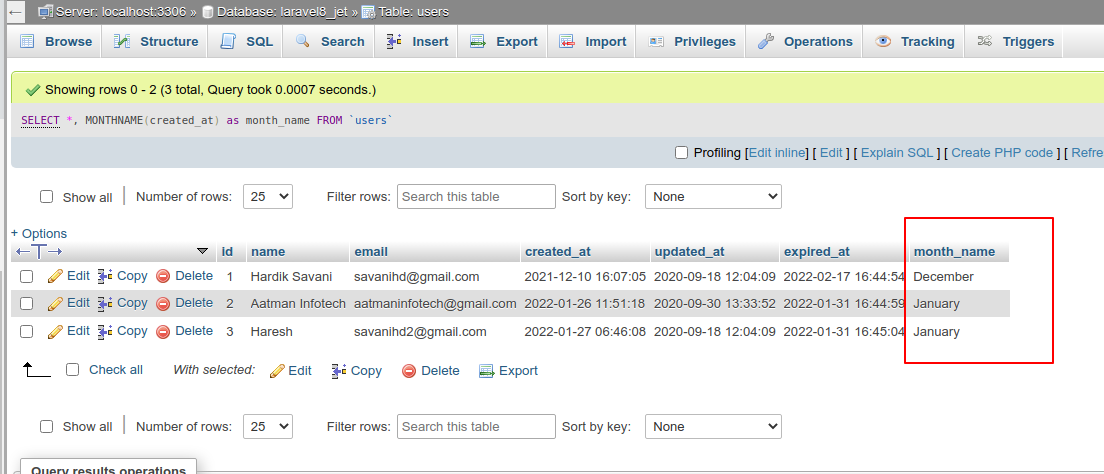 Server: localhost:3306 » Database: laravel8_jet » Table: users
Browse Structure SQL Search Insert Export Import Privileges Operations Tracking Triggers
Showing rows 0 - 2 (3 total, Query took 0.0007 seconds.)
SELECT *, MONTHNAME(created_at) as month_name FROM `users`
Profiling [Edit inline] [ Edit ] [ Explain SQL ] [ Create PHP code ] [ Refre
Show all Number of rows: 25 Filter rows: Search this table Sort by key: None
+ Options
←T→ id name email created_at updated_at expired_at month_name
Edit Copy Delete 1 Hardik Savani savanihd@gmail.com 2021-12-10 16:07:05 2020-09-18 12:04:09 2022-02-17 16:44:54 December
Edit Copy Delete 2 Aatman Infotech aatmaninfotech@gmail.com 2022-01-26 11:51:18 2020-09-30 13:33:52 2022-01-31 16:44:59 January
Edit Copy Delete 3 Haresh savanihd2@gmail.com 2022-01-27 06:46:08 2020-09-18 12:04:09 2022-01-31 16:45:04 January
Check all With selected: Edit Copy Delete Export
Show all Number of rows: 25 Filter rows: Search this table Sort by key: None
Query results operations